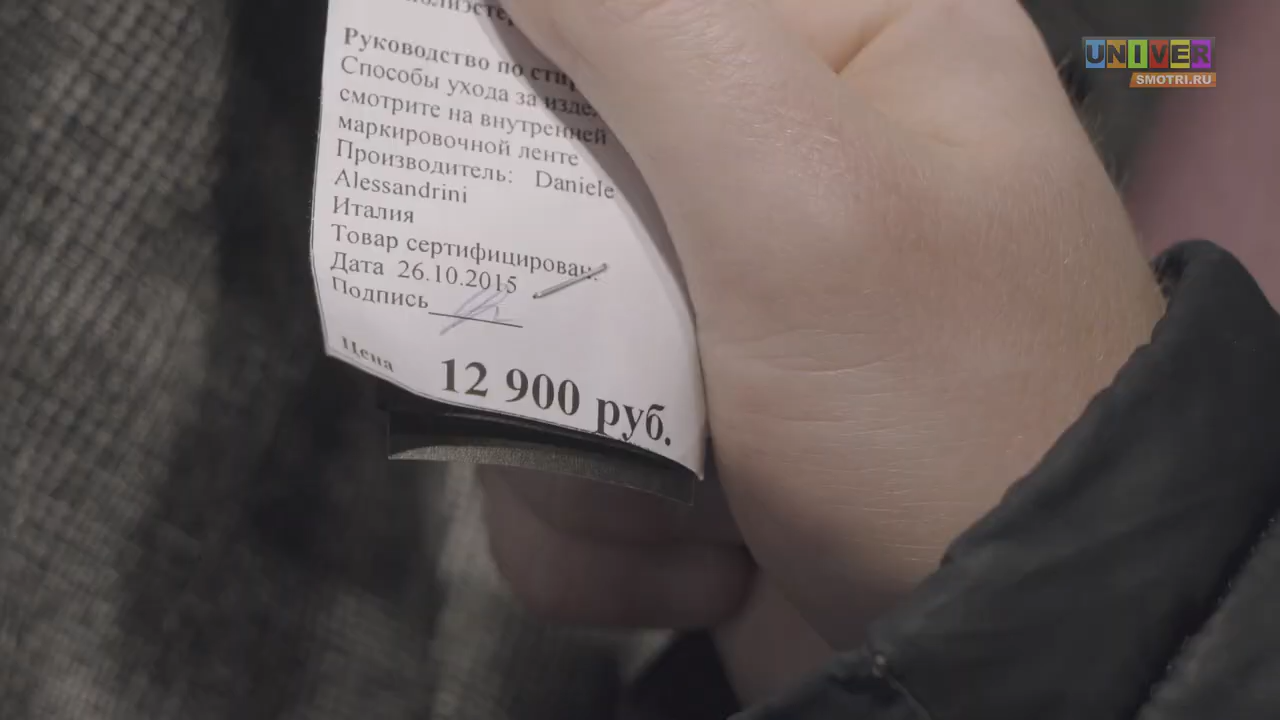 Руководство по
Способы ухода за
смотрите на внутренней
маркировочной ленте
Производитель: Daniele
Alessandrini
Италия
Товар сертифицирован
Дата 26.10.2015
Подпись
Цена 12 900 руб.
UNIVER
SMOTRI.RU